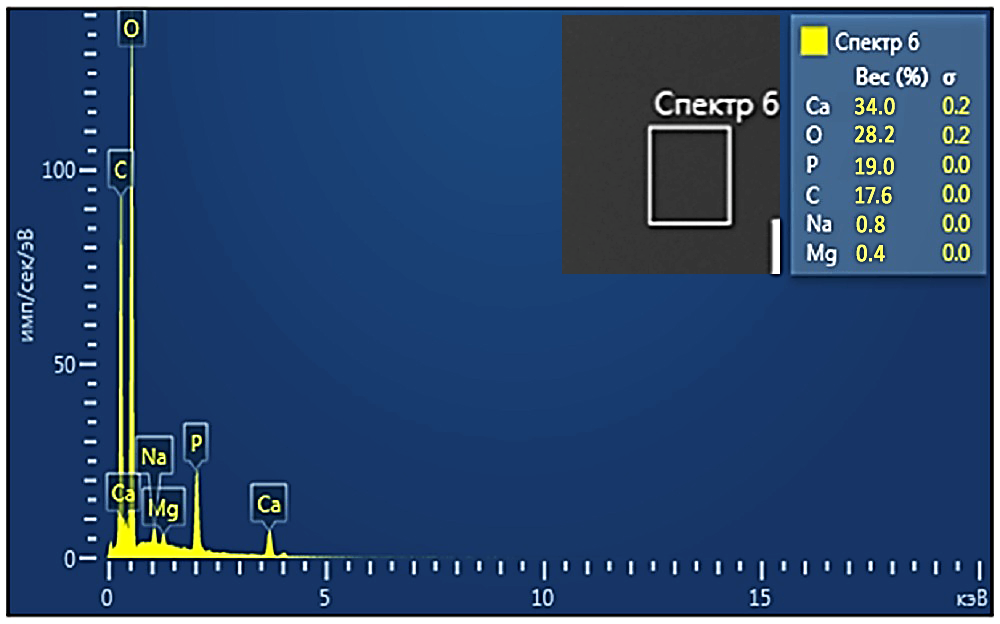 O
C
100
имп/сек/эВ
50
Na
P
Ca
Mg
Ca
0
0 5 10 15 кэВ
Спектр 6
Спектр 6
Вес (%) σ
Ca 34.0 0.2
O 28.2 0.2
P 19.0 0.0
C 17.6 0.0
Na 0.8 0.0
Mg 0.4 0.0